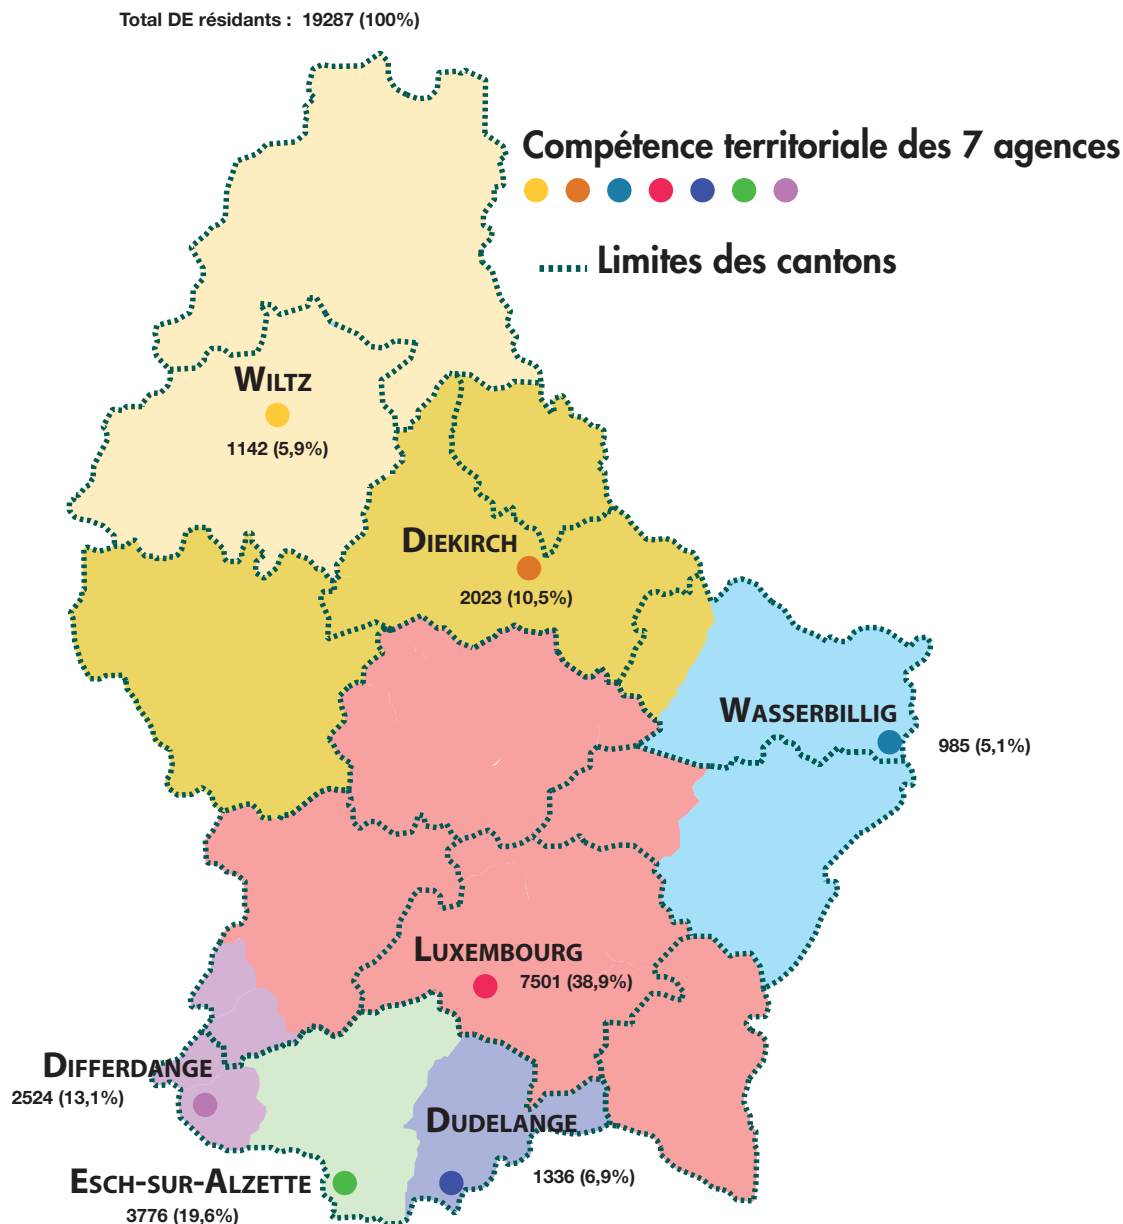 Total DE résidants : 19287 (100%)
Compétence territoriale des 7 agences
Limites des cantons
WILTZ
1142 (5,9%)
DIEKIRCH
2023 (10,5%)
WASSERBILLIG
985 (5,1%)
LUXEMBOURG
7501 (38,9%)
DIFFERDANGE
2524 (13,1%)
DUDELANGE
1336 (6,9%)
ESCH-SUR-ALZETTE
3776 (19,6%)